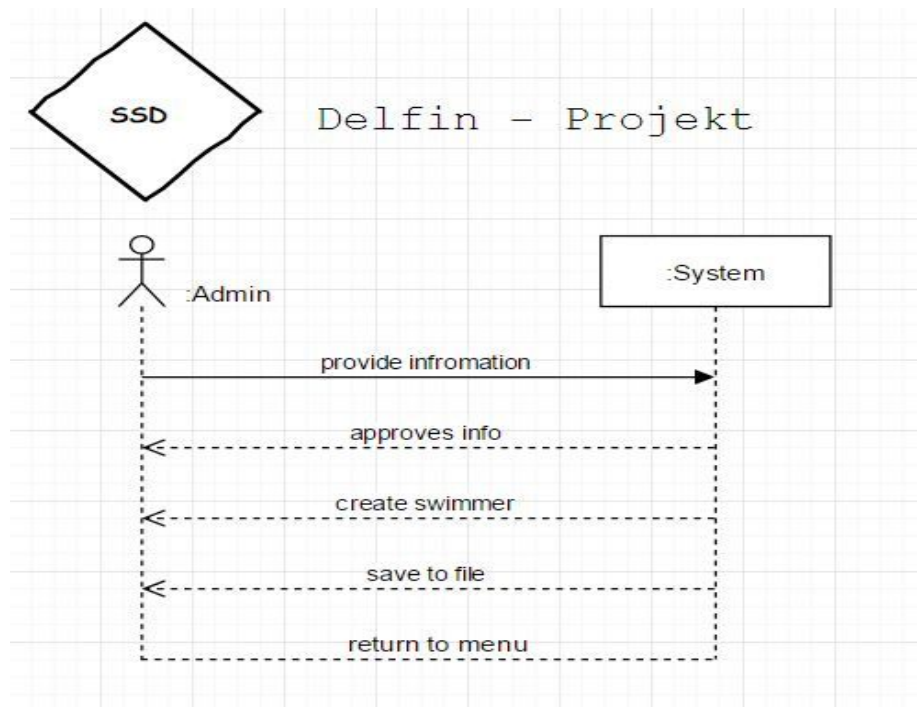 SSD
Delfin - Projekt
:Admin
:System
provide infromation
approves info
create swimmer
save to file
return to menu